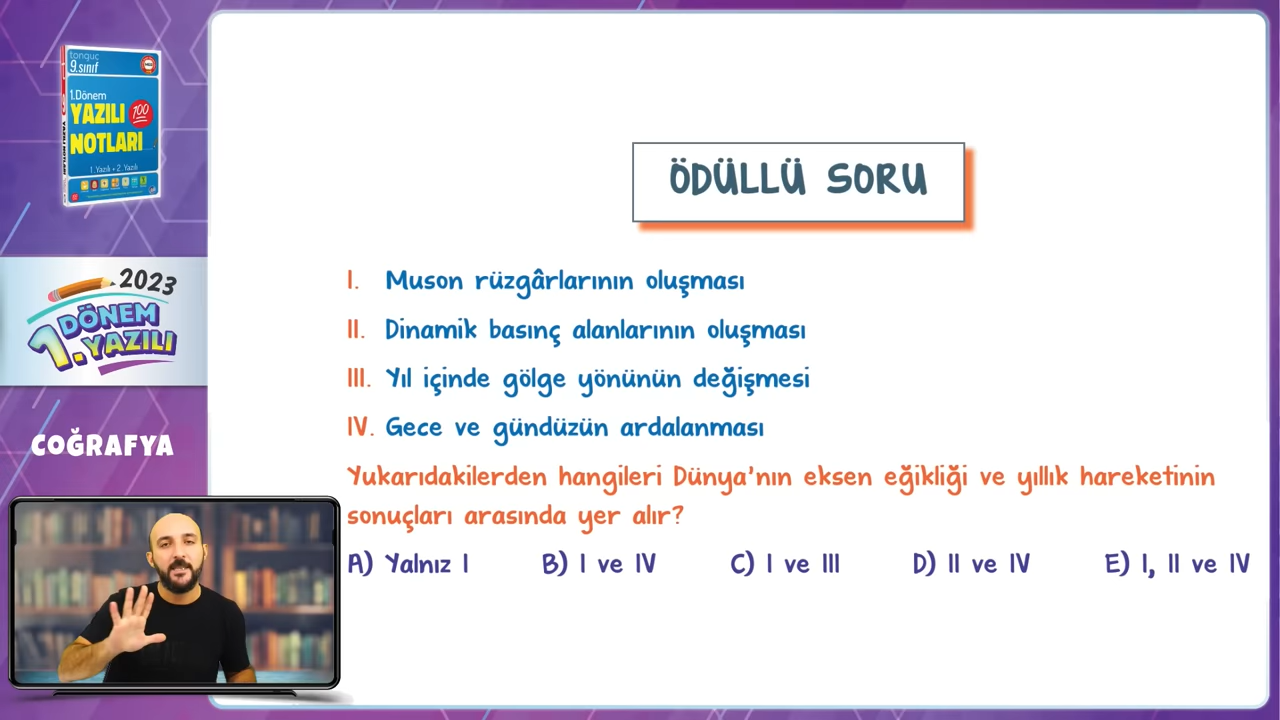 tonguç
9.sınıf
1.Dönem
YAZILI
100
NOTLARI
1.Yazılı • 2.Yazılı
YAZILI NOTLARI
2023
1.DÖNEM
YAZILI
COĞRAFYA
ÖDÜLLÜ SORU
I. Muson rüzgârlarının oluşması
II. Dinamik basınç alanlarının oluşması
III. Yıl içinde gölge yönünün değişmesi
IV. Gece ve gündüzün ardalanması
Yukarıdakilerden hangileri Dünya'nın eksen eğikliği ve yıllık hareketinin
sonuçları arasında yer alır?
A) Yalnız I B) I ve IV C) I ve III D) II ve IV E) I, II ve IV